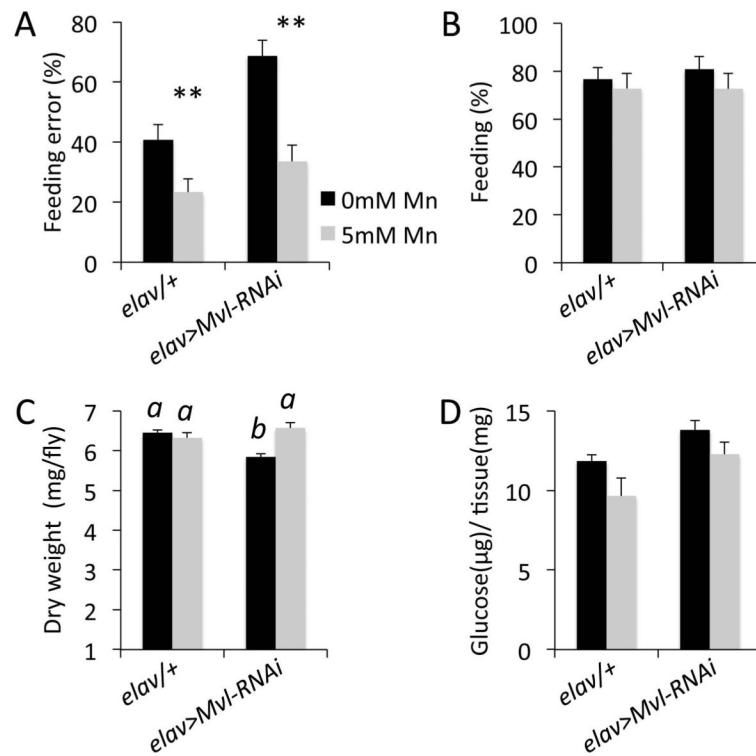 A
Feeding error (%)
80
60
40
20
0
**
**
0mM Mn
5mM Mn
elav/+
elav>Mvl-RNAi
B
Feeding (%)
100
80
60
40
20
0
elav/+
elav>Mvl-RNAi
C
Dry weight (mg/fly)
7
6
5
4
3
2
1
a
a
b
a
elav/+
elav>Mvl-RNAi
D
Glucose(μg)/ tissue(mg)
15
10
5
0
elav/+
elav>Mvl-RNAi